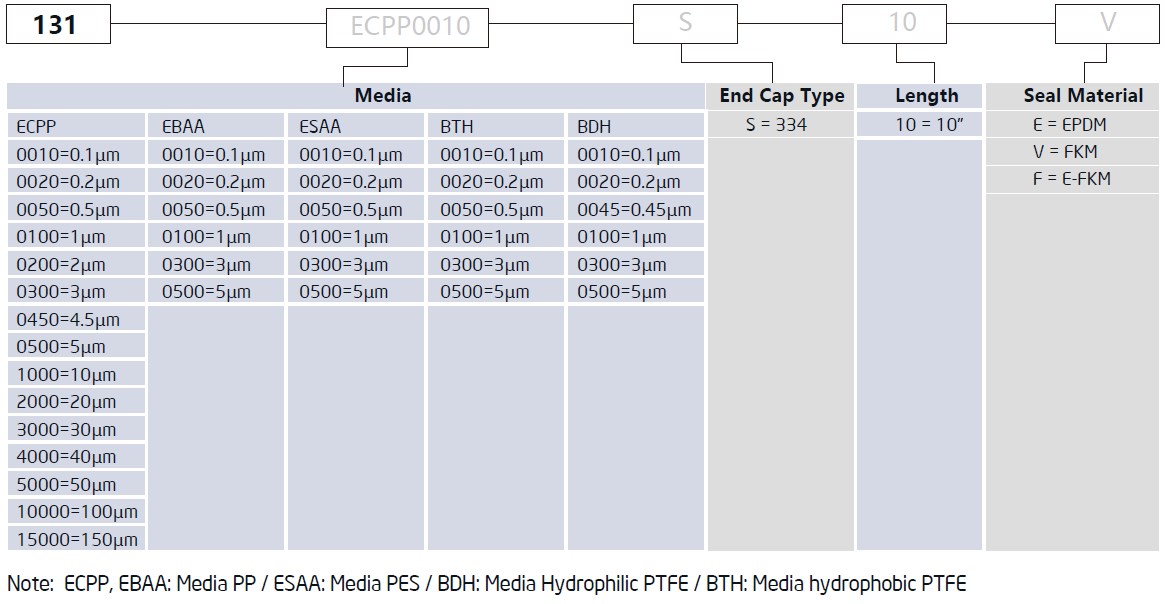 131 ECPP0010 S 10 V
Media End Cap Type Length Seal Material
ECPP EBAA ESAA BTH BDH S = 334 10 = 10” E = EPDM
0010=0.1µm 0010=0.1µm 0010=0.1µm 0010=0.1µm 0010=0.1µm V = FKM
0020=0.2µm 0020=0.2µm 0020=0.2µm 0020=0.2µm 0020=0.2µm F = E-FKM
0050=0.5µm 0050=0.5µm 0050=0.5µm 0050=0.5µm 0045=0.45µm
0100=1µm 0100=1µm 0100=1µm 0100=1µm 0100=1µm
0200=2µm 0300=3µm 0300=3µm 0300=3µm 0300=3µm
0300=3µm 0500=5µm 0500=5µm 0500=5µm 0500=5µm
0450=4.5µm
0500=5µm
1000=10µm
2000=20µm
3000=30µm
4000=40µm
5000=50µm
10000=100µm
15000=150µm
Note: ECPP, EBAA: Media PP / ESAA: Media PES / BDH: Media Hydrophilic PTFE / BTH: Media hydrophobic PTFE